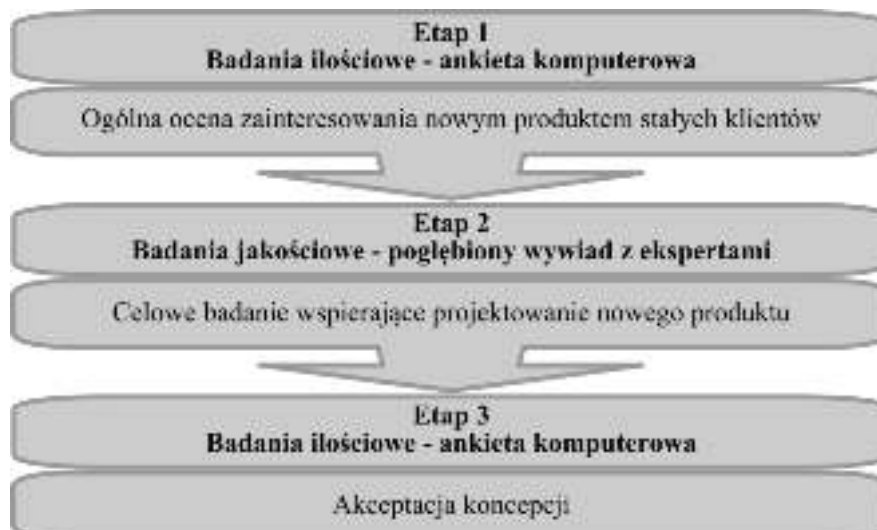 Etap 1
Badania ilościowe - ankieta komputerowa
Ogólna ocena zainteresowania nowym produktem stałych klientów
Etap 2
Badania jakościowe - pogłębiony wywiad z ekspertami
Celowe badanie wspierające projektowanie nowego produktu
Etap 3
Badania ilościowe - ankieta komputerowa
Akceptacja koncepcji